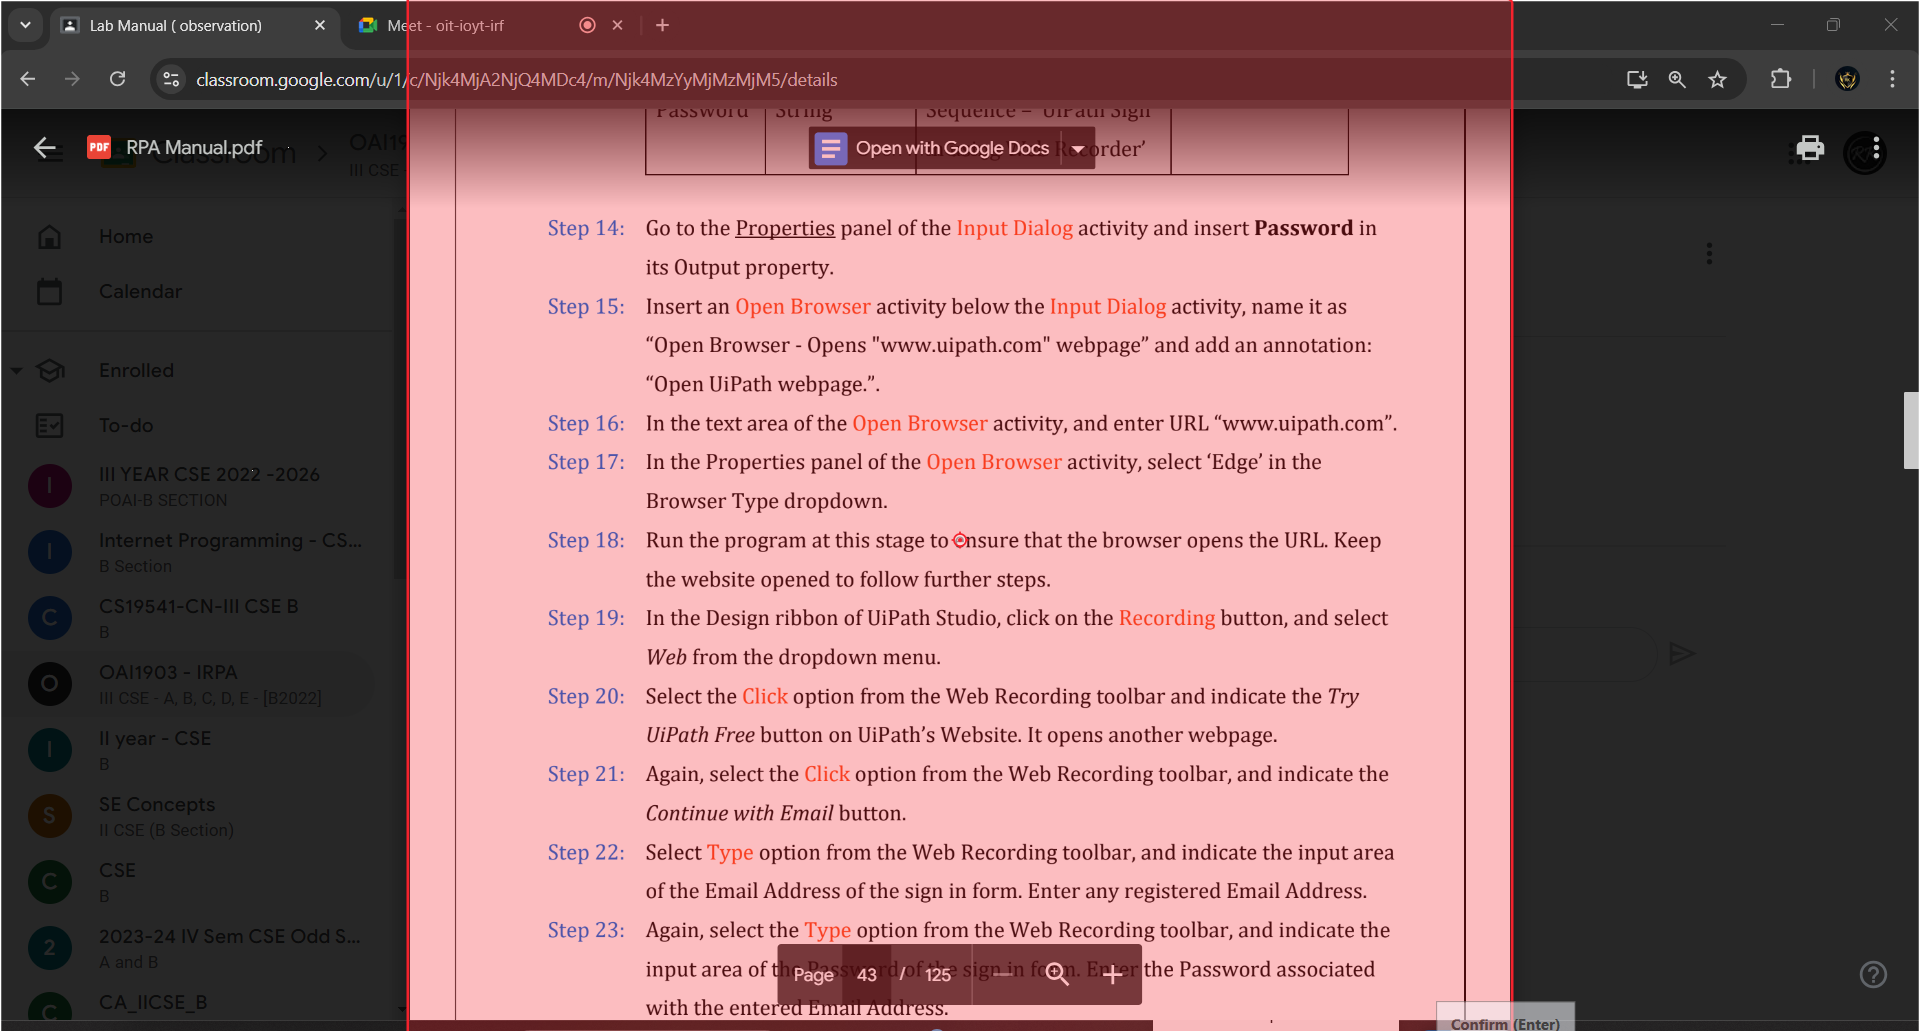 Lab Manual ( observation)
Meet - oit-ioyt-irf
classroom.google.com/u/1/c/Njk4MjA2NjQ4MDc4/m/Njk4MzYyMjMzMjM5/details
PDF
RPA Manual.pdf
Classroom
OAI19
III CSE
Open with Google Docs
Password String Sequence – 'UiPath Sign
Recorder’
Home
Calendar
Enrolled
To-do
I
III YEAR CSE 2022 -2026
POAI-B SECTION
I
Internet Programming - CS...
B Section
C
CS19541-CN-III CSE B
B
O
OAI1903 - IRPA
III CSE - A, B, C, D, E - [B2022]
I
II year - CSE
B
S
SE Concepts
II CSE (B Section)
C
CSE
B
2
2023-24 IV Sem CSE Odd S...
A and B
C
CA_IICSE_B
Step 14: Go to the Properties panel of the Input Dialog activity and insert Password in
its Output property.
Step 15: Insert an Open Browser activity below the Input Dialog activity, name it as
“Open Browser - Opens "www.uipath.com" webpage” and add an annotation:
“Open UiPath webpage.”.
Step 16: In the text area of the Open Browser activity, and enter URL “www.uipath.com”.
Step 17: In the Properties panel of the Open Browser activity, select ‘Edge’ in the
Browser Type dropdown.
Step 18: Run the program at this stage to ensure that the browser opens the URL. Keep
the website opened to follow further steps.
Step 19: In the Design ribbon of UiPath Studio, click on the Recording button, and select
Web from the dropdown menu.
Step 20: Select the Click option from the Web Recording toolbar and indicate the Try
UiPath Free button on UiPath’s Website. It opens another webpage.
Step 21: Again, select the Click option from the Web Recording toolbar, and indicate the
Continue with Email button.
Step 22: Select Type option from the Web Recording toolbar, and indicate the input area
of the Email Address of the sign in form. Enter any registered Email Address.
Step 23: Again, select the Type option from the Web Recording toolbar, and indicate the
input area of the Password of the sign in form. Enter the Password associated
with the entered Email Address.
Page 43 / 125
Confirm (Enter)